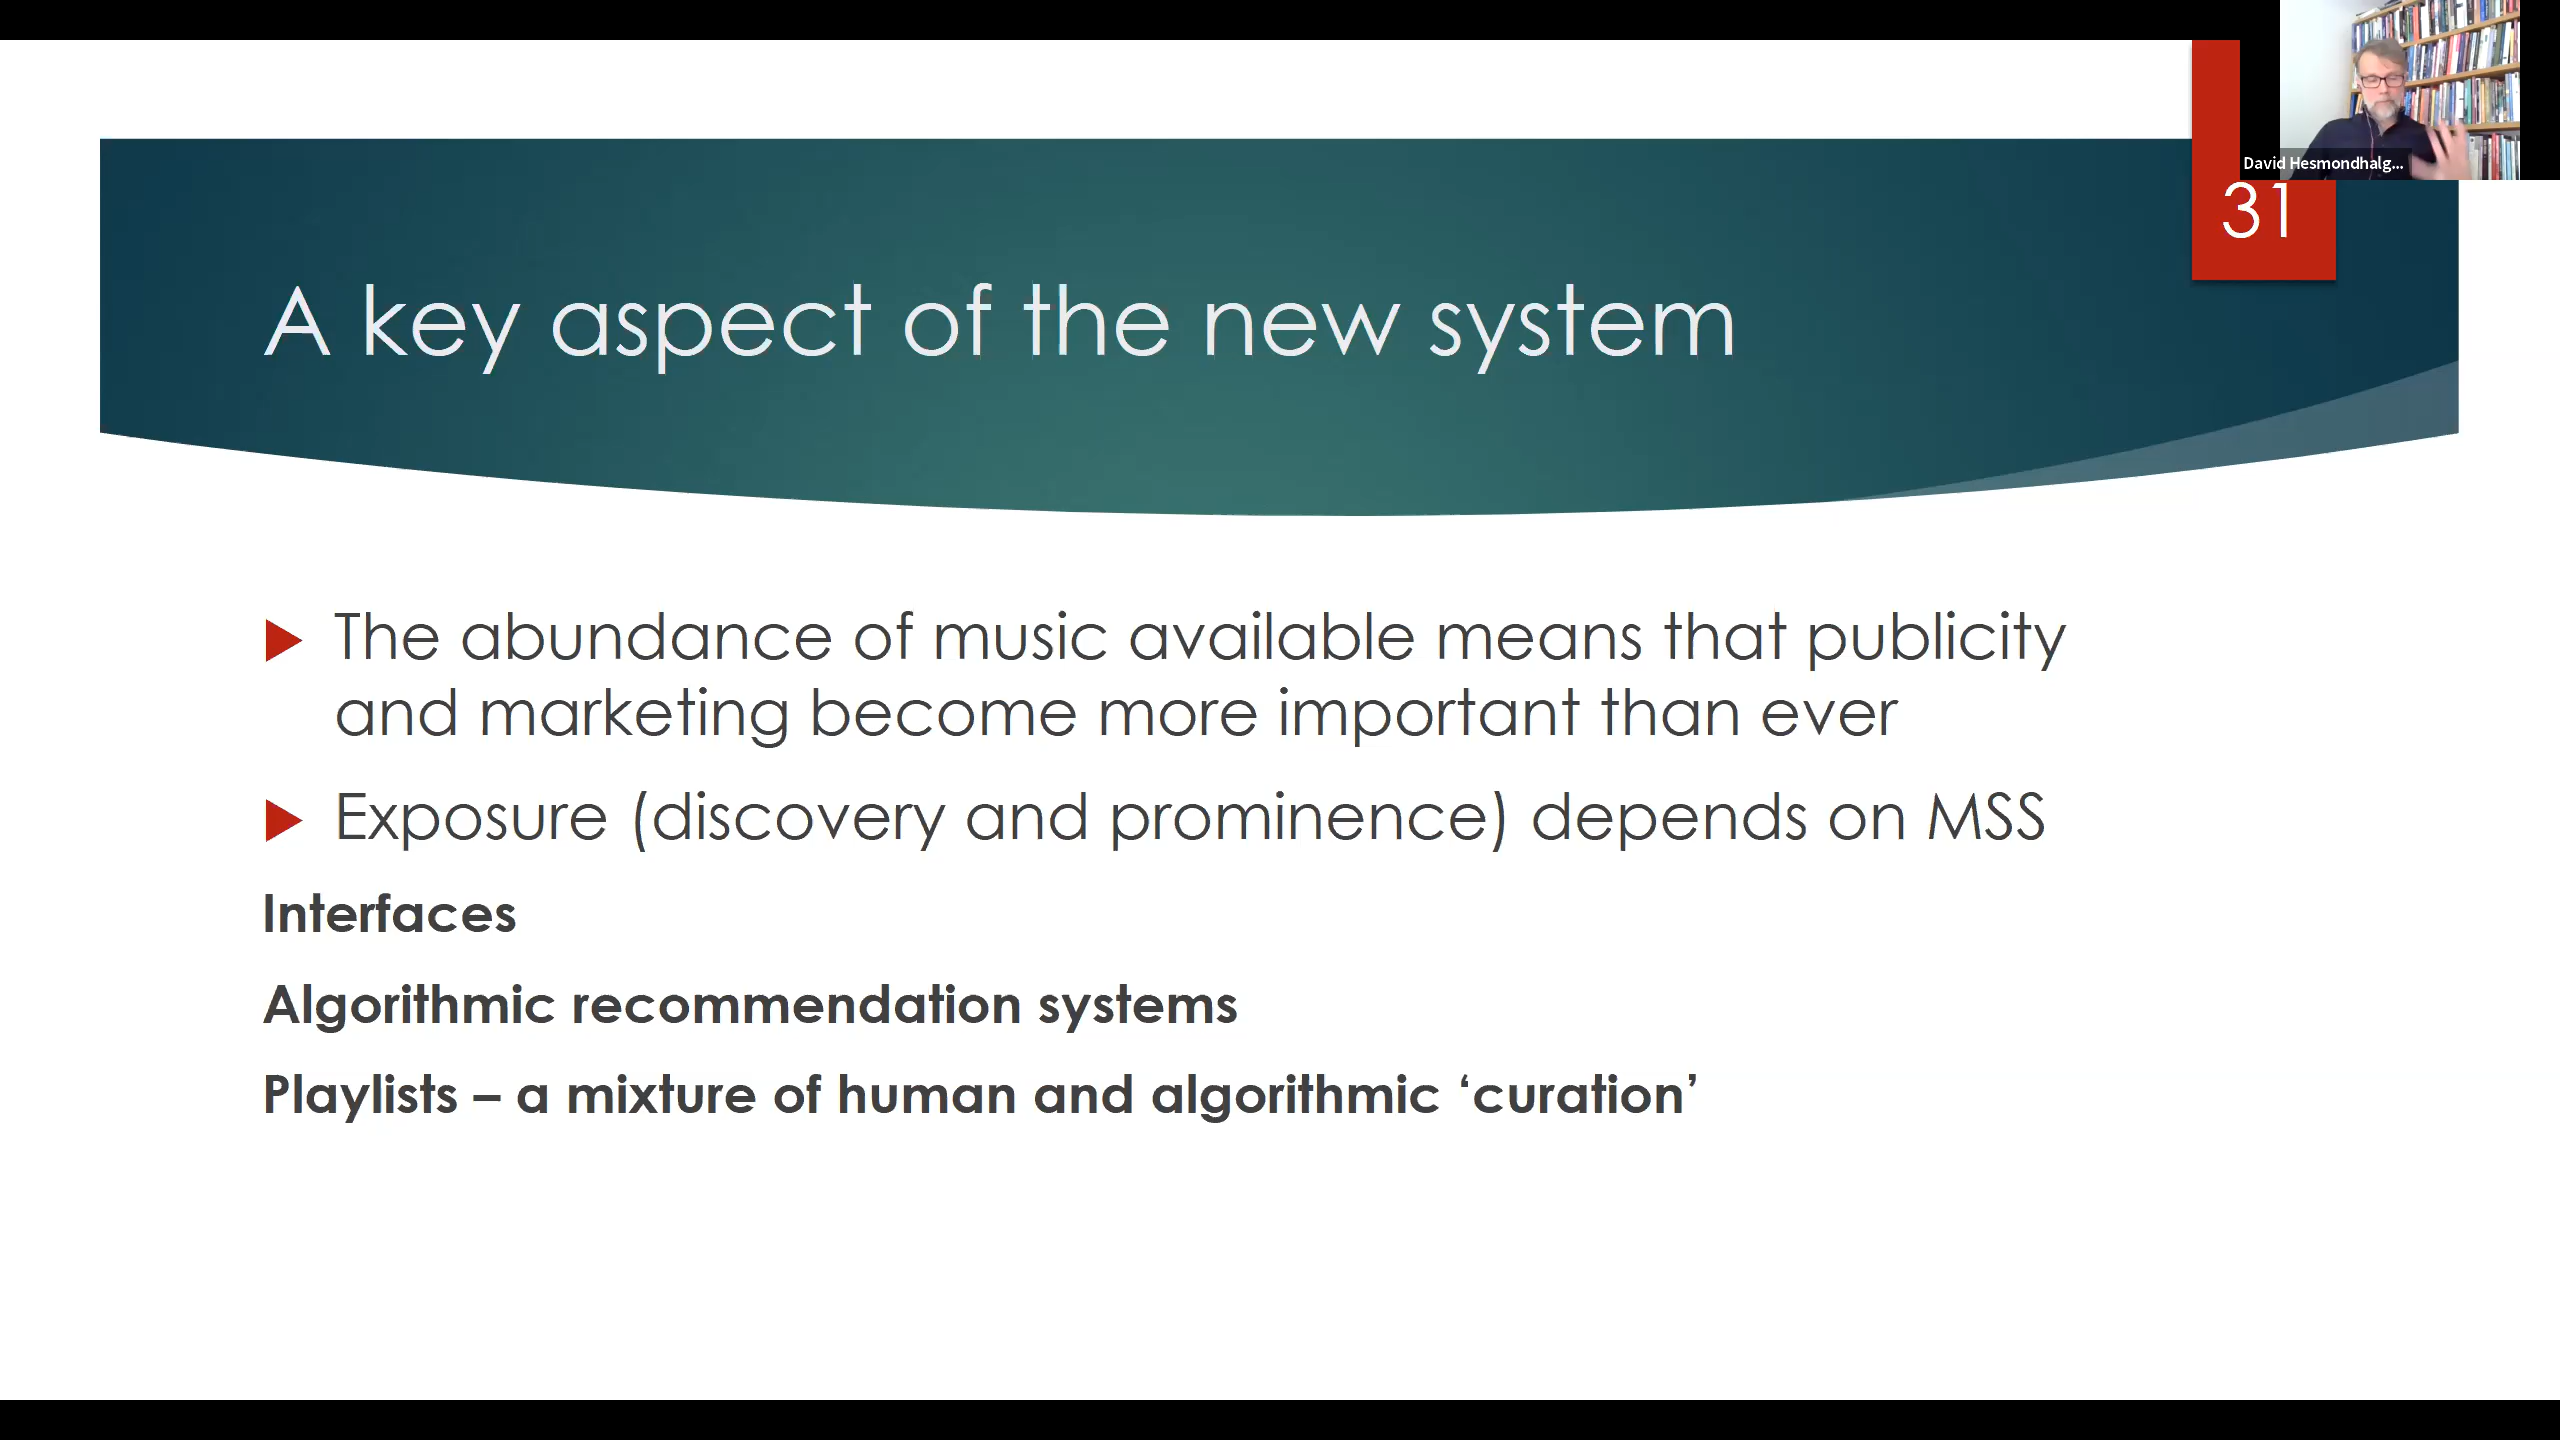 David Hesmondhalg...
31
A key aspect of the new system
The abundance of music available means that publicity
and marketing become more important than ever
Exposure (discovery and prominence) depends on MSS
Interfaces
Algorithmic recommendation systems
Playlists – a mixture of human and algorithmic ‘curation’